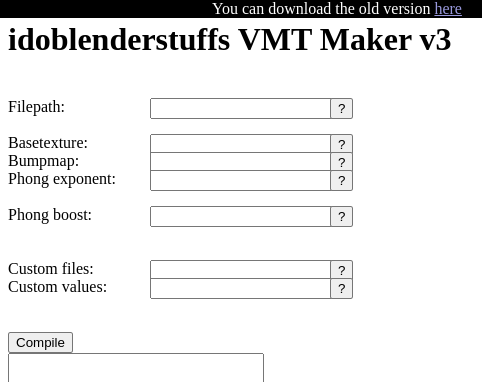 You can download the old version here
idoblenderstuffs VMT Maker v3
Filepath: ?
Basetexture: ?
Bumpmap: ?
Phong exponent: ?
Phong boost: ?
Custom files: ?
Custom values: ?
Compile